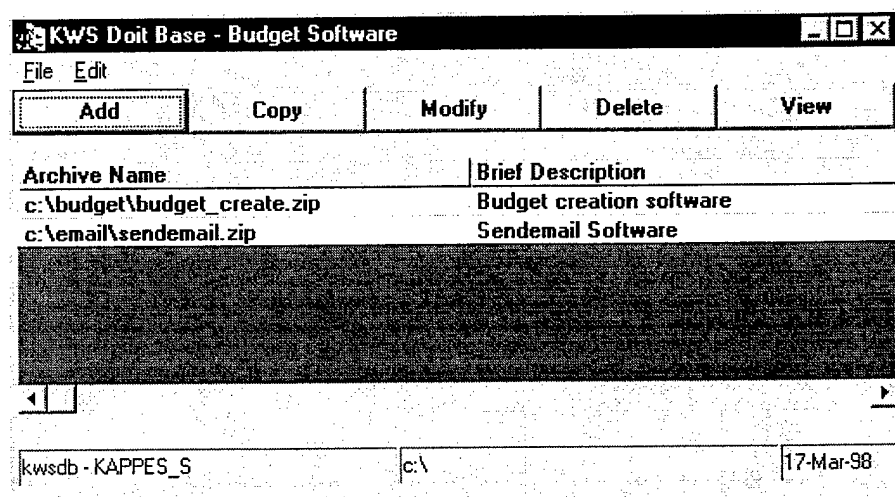 KWS Doit Base - Budget Software
File Edit
Add Copy Modify Delete View
Archive Name Brief Description
c:\budget\budget_create.zip Budget creation software
c:\email\sendemail.zip Sendemail Software
kwsdb - KAPPES_S c:\ 17-Mar-98